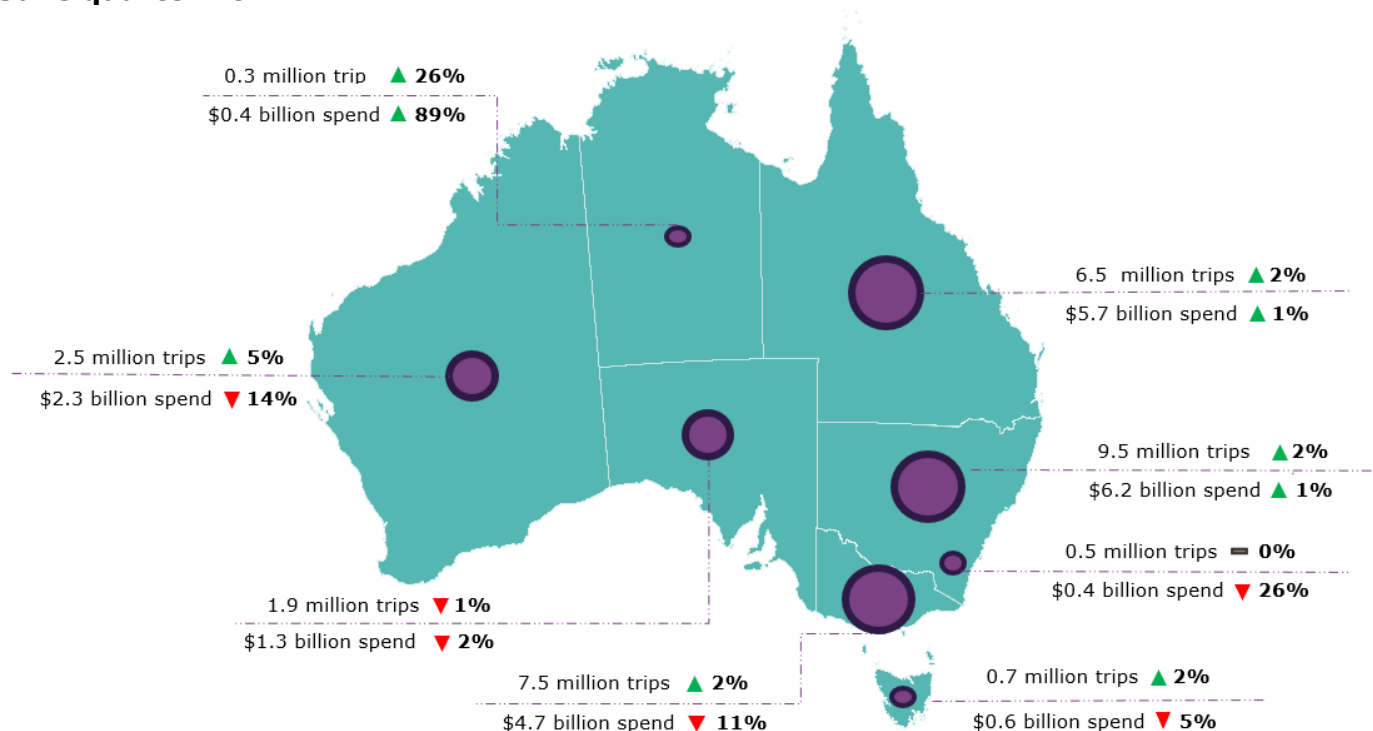 0.3 million trip ▲ 26%
$0.4 billion spend ▲ 89%
6.5 million trips ▲ 2%
$5.7 billion spend ▲ 1%
2.5 million trips ▲ 5%
$2.3 billion spend ▼ 14%
9.5 million trips ▲ 2%
$6.2 billion spend ▲ 1%
0.5 million trips 0%
$0.4 billion spend ▼ 26%
1.9 million trips ▼ 1%
$1.3 billion spend ▼ 2%
7.5 million trips ▲ 2%
$4.7 billion spend ▼ 11%
0.7 million trips ▲ 2%
$0.6 billion spend ▼ 5%